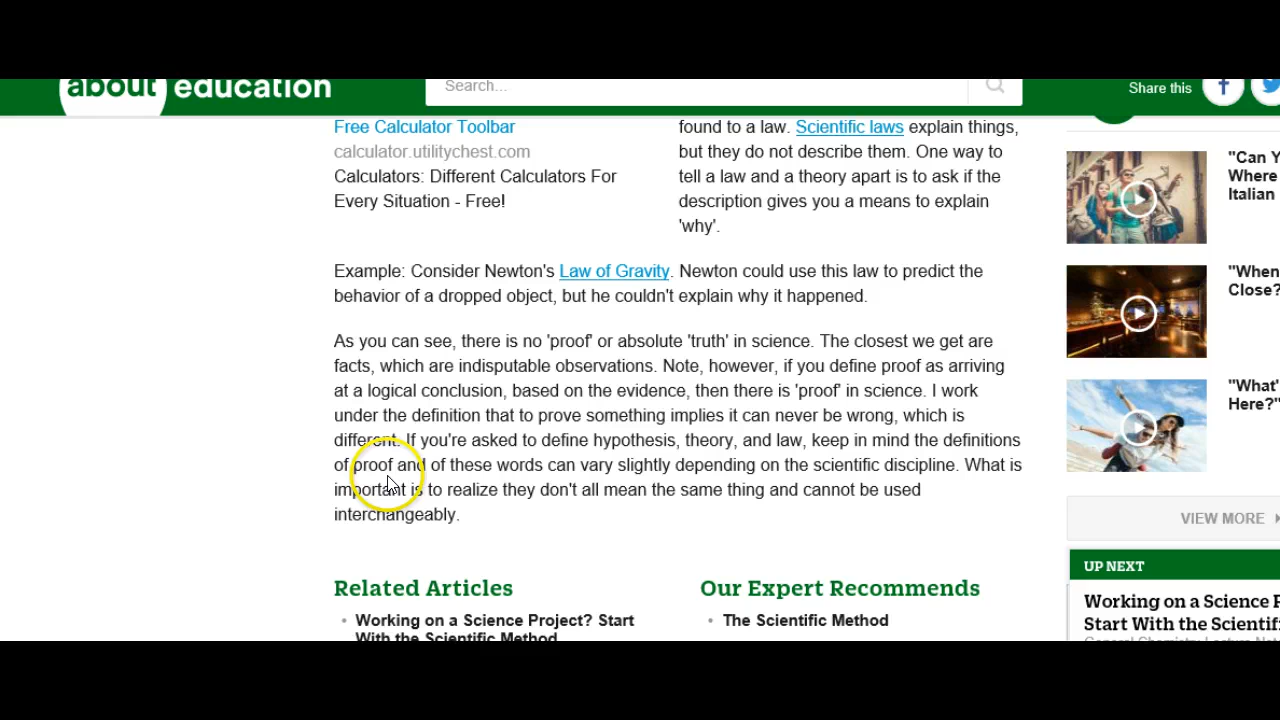 about education
Search...
Share this
Free Calculator Toolbar
calculator.utilitychest.com
Calculators: Different Calculators For
Every Situation - Free!
found to a law. Scientific laws explain things,
but they do not describe them. One way to
tell a law and a theory apart is to ask if the
description gives you a means to explain
'why'.
Example: Consider Newton's Law of Gravity. Newton could use this law to predict the
behavior of a dropped object, but he couldn't explain why it happened.
As you can see, there is no 'proof' or absolute 'truth' in science. The closest we get are
facts, which are indisputable observations. Note, however, if you define proof as arriving
at a logical conclusion, based on the evidence, then there is 'proof' in science. I work
under the definition that to prove something implies it can never be wrong, which is
different. If you're asked to define hypothesis, theory, and law, keep in mind the definitions
of proof and of these words can vary slightly depending on the scientific discipline. What is
important is to realize they don't all mean the same thing and cannot be used
interchangeably.
Related Articles
Working on a Science Project? Start
With the Scientific Method
Our Expert Recommends
The Scientific Method
"Can Y
Where
Italian
"When
Close?
"What'
Here?"
VIEW MORE
UP NEXT
Working on a Science P
Start With the Scientifi
General Chemistry Lecture Not